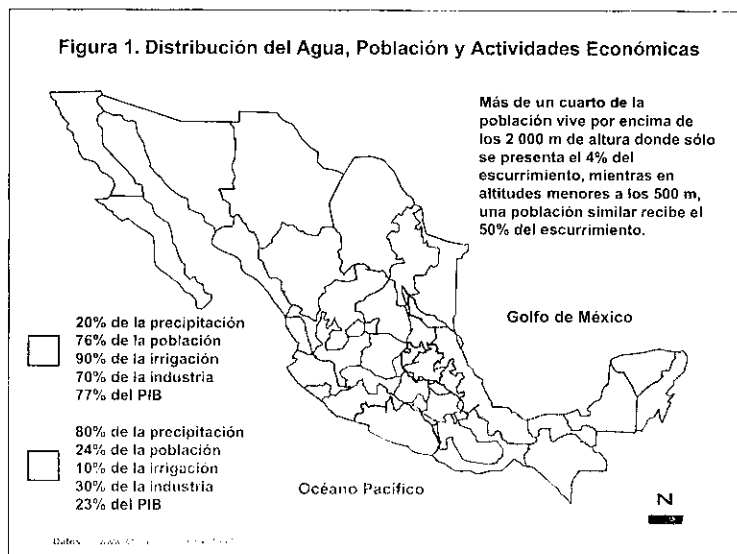 Figura 1. Distribución del Agua, Población y Actividades Económicas
Más de un cuarto de la
población vive por encima de
los 2 000 m de altura donde sólo
se presenta el 4% del
escurrimiento, mientras en
altitudes menores a los 500 m,
una población similar recibe el
50% del escurrimiento.
Golfo de México
20% de la precipitación
76% de la población
90% de la irrigación
70% de la industria
77% del PIB
80% de la precipitación
24% de la población
10% de la irrigación
30% de la industria
23% del PIB
Océano Pacífico
N